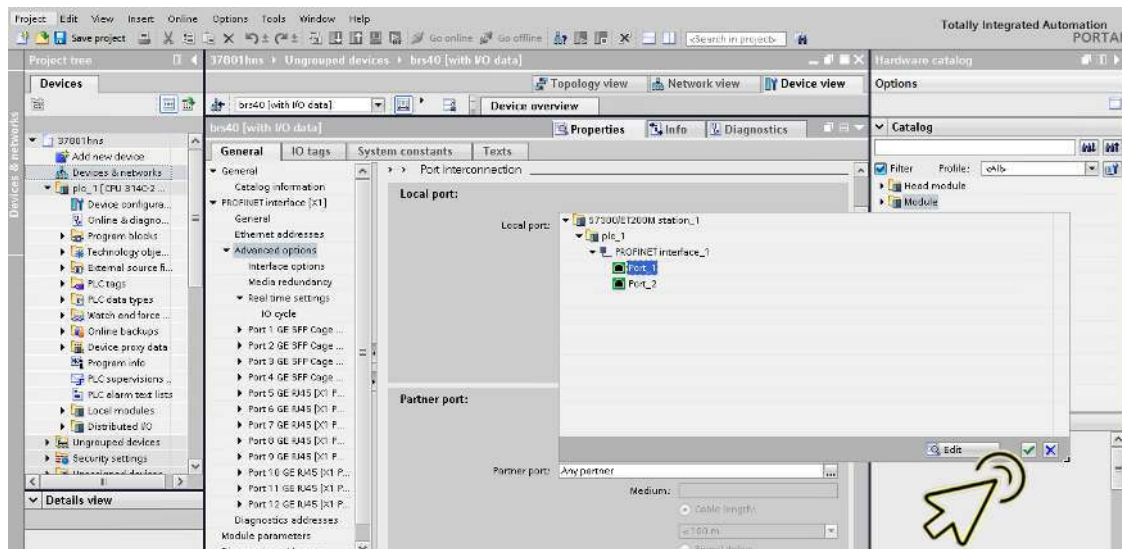 Project Edit View Insert Online Options Tools Window Help
Totally Integrated Automation
PORTAL
Save project
Go online
Go offline
<Search in project>
Project tree
37801hns ▸ Ungrouped devices ▸ brs40 [with I/O data]
Hardware catalog
Devices
Topology view
Network view
Device view
Options
brs40 [with I/O data]
Device overview
Devices & networks
brs40 [with I/O data]
Properties
Info
Diagnostics
Catalog
General
IO tags
System constants
Texts
37801hns
Add new device
Devices & networks
plc_1 [CPU 314C-2 ...
Device configura...
Online & diagno...
Program blocks
Technology obje...
External source fi...
PLC tags
PLC data types
Watch and force ...
Online backups
Device proxy data
Program info
PLC supervisions ..
PLC alarm text lists
Local modules
Distributed I/O
Ungrouped devices
Security settings
Details view
General
Catalog information
PROFINET interface [X1]
General
Ethernet addresses
Advanced options
Interface options
Media redundancy
Real time settings
IO cycle
Port 1 GE SFP Cage ...
Port 2 GE SFP Cage ...
Port 3 GE SFP Cage ...
Port 4 GE SFP Cage ...
Port 5 GE RJ45 [X1 P...
Port 6 GE RJ45 [X1 P...
Port 7 GE RJ45 [X1 P...
Port 8 GE RJ45 [X1 P...
Port 9 GE RJ45 [X1 P...
Port 10 GE RJ45 [X1 P...
Port 11 GE RJ45 [X1 P...
Port 12 GE RJ45 [X1 P...
Diagnostics addresses
Module parameters
Port Interconnection
Local port:
Local port:
S7300/ET200M station_1
plc_1
PROFINET interface_1
Port_1
Port_2
Edit
Partner port:
Partner port: Any partner
Medium:
Cable length:
<100 m
Signal delay:
Filter
Profile: <All>
Head module
Module